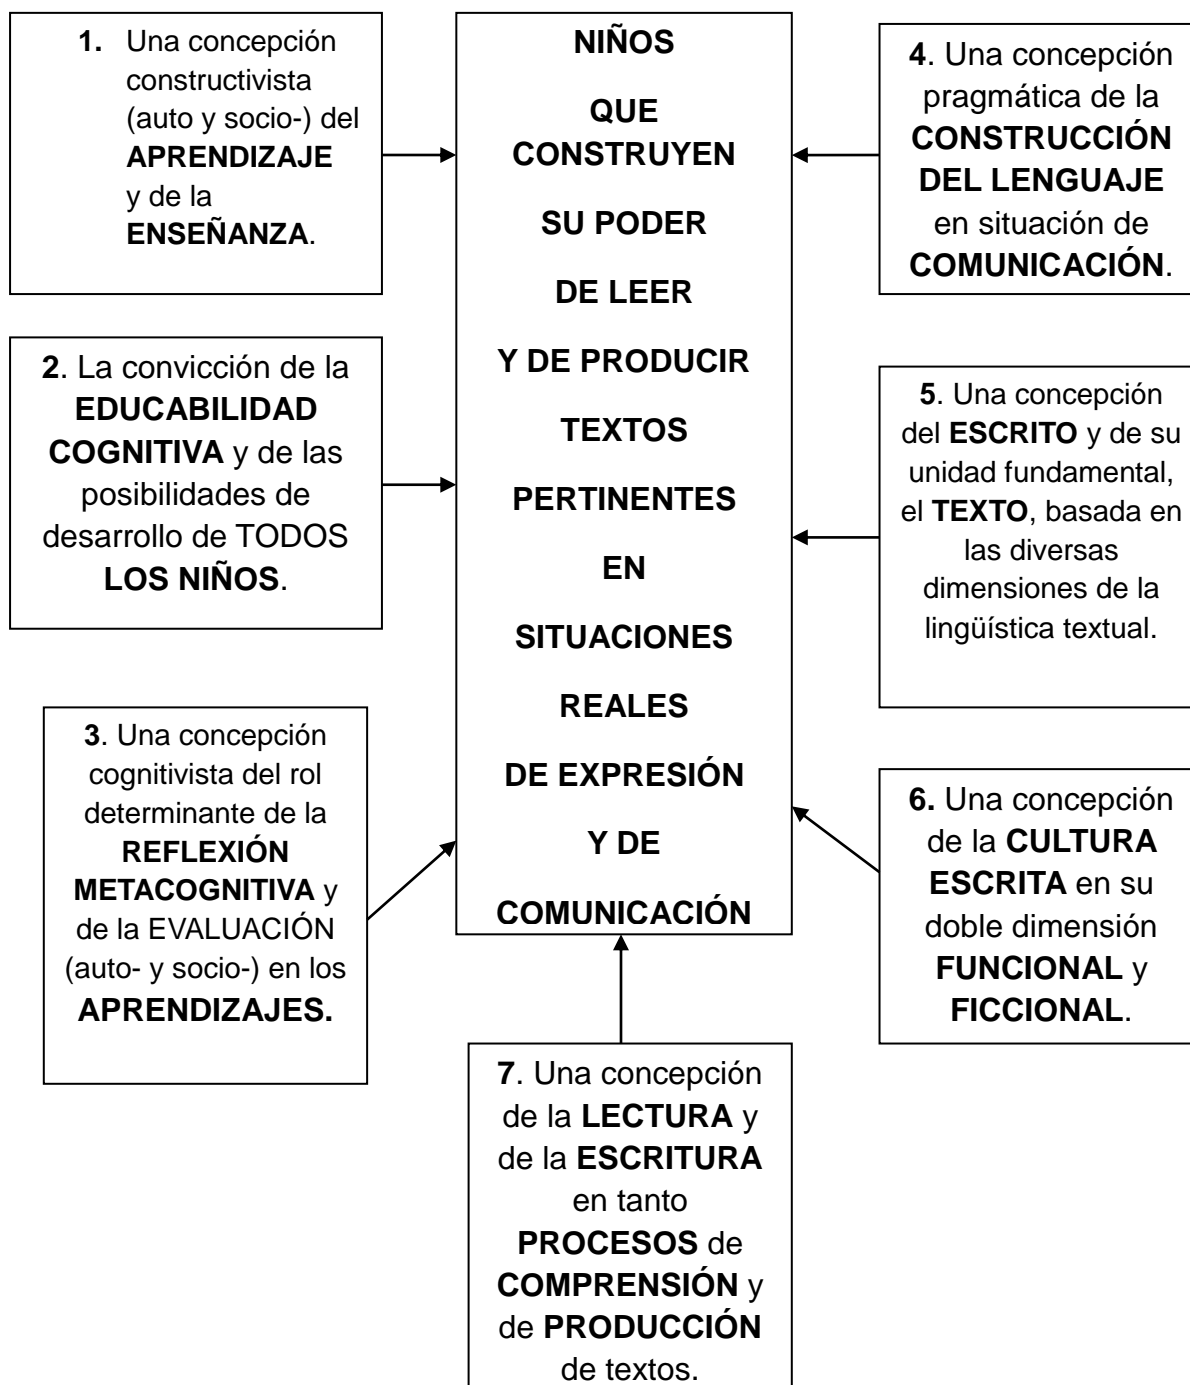 1. Una concepción
constructivista
(auto y socio-) del
APRENDIZAJE
y de la
ENSEÑANZA.
2. La convicción de la
EDUCABILIDAD
COGNITIVA y de las
posibilidades de
desarrollo de TODOS
LOS NIÑOS.
3. Una concepción
cognitivista del rol
determinante de la
REFLEXIÓN
METACOGNITIVA y
de la EVALUACIÓN
(auto- y socio-) en los
APRENDIZAJES.
NIÑOS
QUE
CONSTRUYEN
SU PODER
DE LEER
Y DE PRODUCIR
TEXTOS
PERTINENTES
EN
SITUACIONES
REALES
DE EXPRESIÓN
Y DE
COMUNICACIÓN
4. Una concepción
pragmática de la
CONSTRUCCIÓN
DEL LENGUAJE
en situación de
COMUNICACIÓN.
5. Una concepción
del ESCRITO y de su
unidad fundamental,
el TEXTO, basada en
las diversas
dimensiones de la
lingüística textual.
6. Una concepción
de la CULTURA
ESCRITA en su
doble dimensión
FUNCIONAL y
FICCIONAL.
7. Una concepción
de la LECTURA y
de la ESCRITURA
en tanto
PROCESOS de
COMPRENSIÓN y
de PRODUCCIÓN
de textos.